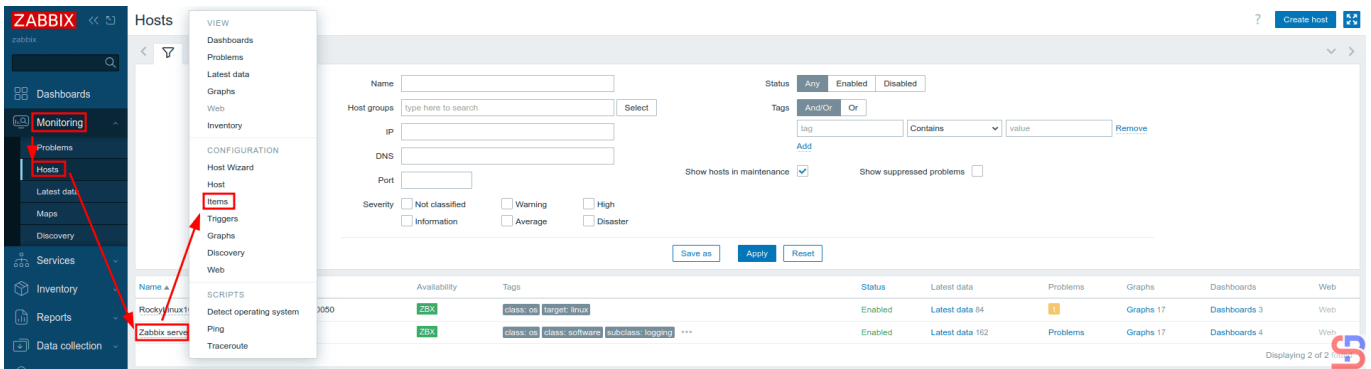 ZABBIX
zabbix
Dashboards
Monitoring
Problems
Hosts
Latest data
Maps
Discovery
Services
Inventory
Reports
Data collection
Hosts
? Create host
VIEW
Dashboards
Problems
Latest data
Graphs
Web
Inventory
CONFIGURATION
Host Wizard
Host
Items
Triggers
Graphs
Discovery
Web
SCRIPTS
Detect operating system
Ping
Traceroute
Name
Host groups type here to search Select
IP
DNS
Port
Severity Not classified Warning High
Information Average Disaster
Status Any Enabled Disabled
Tags And/Or Or
tag Contains value Remove
Add
Show hosts in maintenance Show suppressed problems
Save as Apply Reset
Name Availability Tags Status Latest data Problems Graphs Dashboards Web
0050 ZBX class: os target: linux Enabled Latest data 84 1 Graphs 17 Dashboards 3 Web
Zabbix serve ZBX class: os class: software subclass: logging ••• Enabled Latest data 162 Problems Graphs 17 Dashboards 4 Web
Displaying 2 of 2